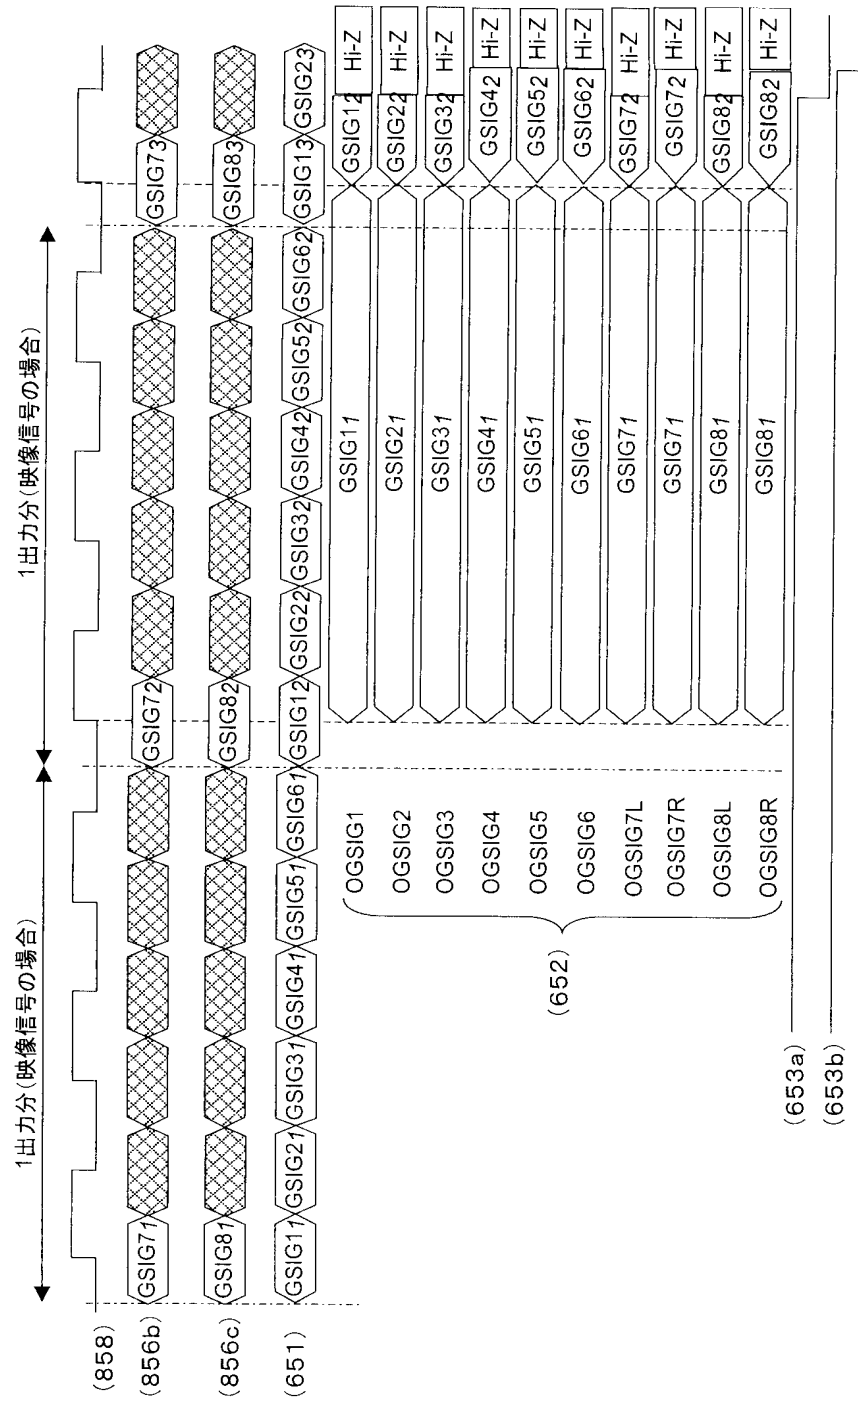 1出力分(映像信号の場合) 1出力分(映像信号の場合)
(858)
(856b) GSIG71 GSIG72 GSIG73
(856c) GSIG81 GSIG82 GSIG83
(651) GSIG11 GSIG21 GSIG31 GSIG41 GSIG51 GSIG61 GSIG12 GSIG22 GSIG32 GSIG42 GSIG52 GSIG62 GSIG13 GSIG23
(652)
OGSIG1 GSIG11 GSIG12 Hi-Z
OGSIG2 GSIG21 GSIG22 Hi-Z
OGSIG3 GSIG31 GSIG32 Hi-Z
OGSIG4 GSIG41 GSIG42 Hi-Z
OGSIG5 GSIG51 GSIG52 Hi-Z
OGSIG6 GSIG61 GSIG62 Hi-Z
OGSIG7L GSIG71 GSIG72 Hi-Z
OGSIG7R GSIG71 GSIG72 Hi-Z
OGSIG8L GSIG81 GSIG82 Hi-Z
OGSIG8R GSIG81 GSIG82 Hi-Z
(653a)
(653b)